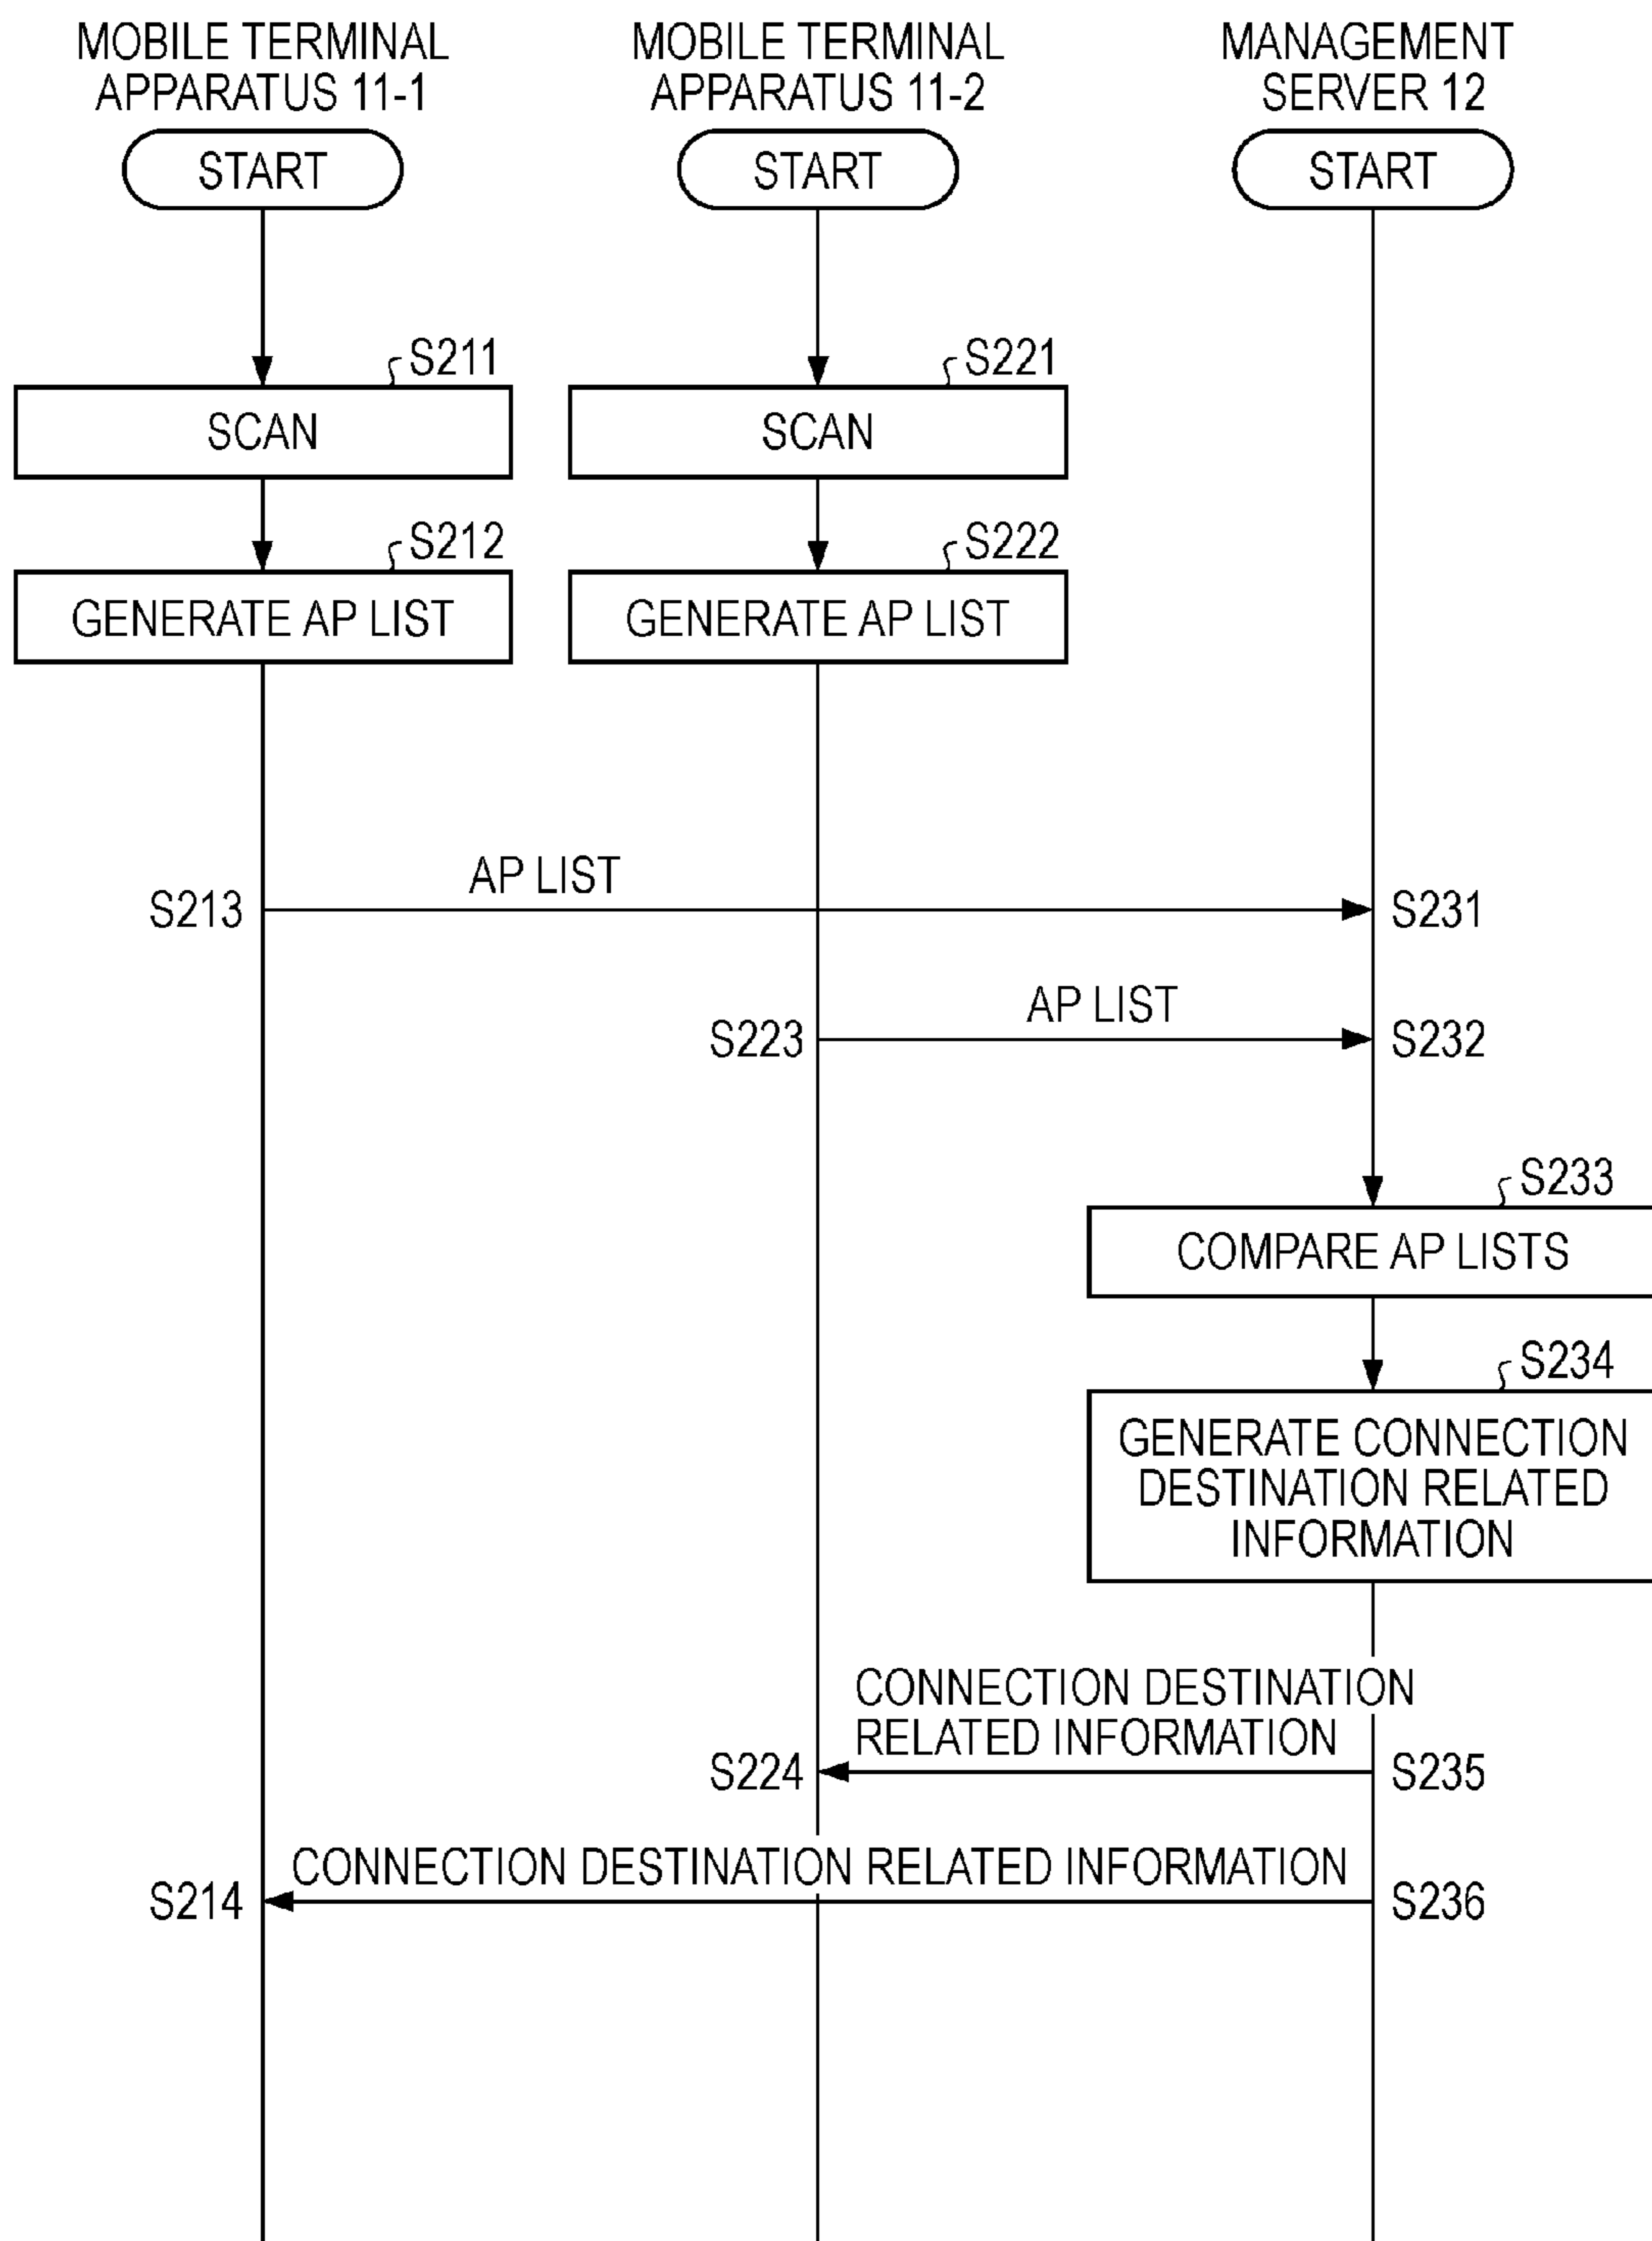 MOBILE TERMINAL
APPARATUS 11-1
MOBILE TERMINAL
APPARATUS 11-2
MANAGEMENT
SERVER 12
START
START
START
S211
S221
SCAN
SCAN
S212
S222
GENERATE AP LIST
GENERATE AP LIST
AP LIST
S213
S231
AP LIST
S223
S232
S233
COMPARE AP LISTS
S234
GENERATE CONNECTION
DESTINATION RELATED
INFORMATION
CONNECTION DESTINATION
RELATED INFORMATION
S224
S235
CONNECTION DESTINATION RELATED INFORMATION
S214
S236